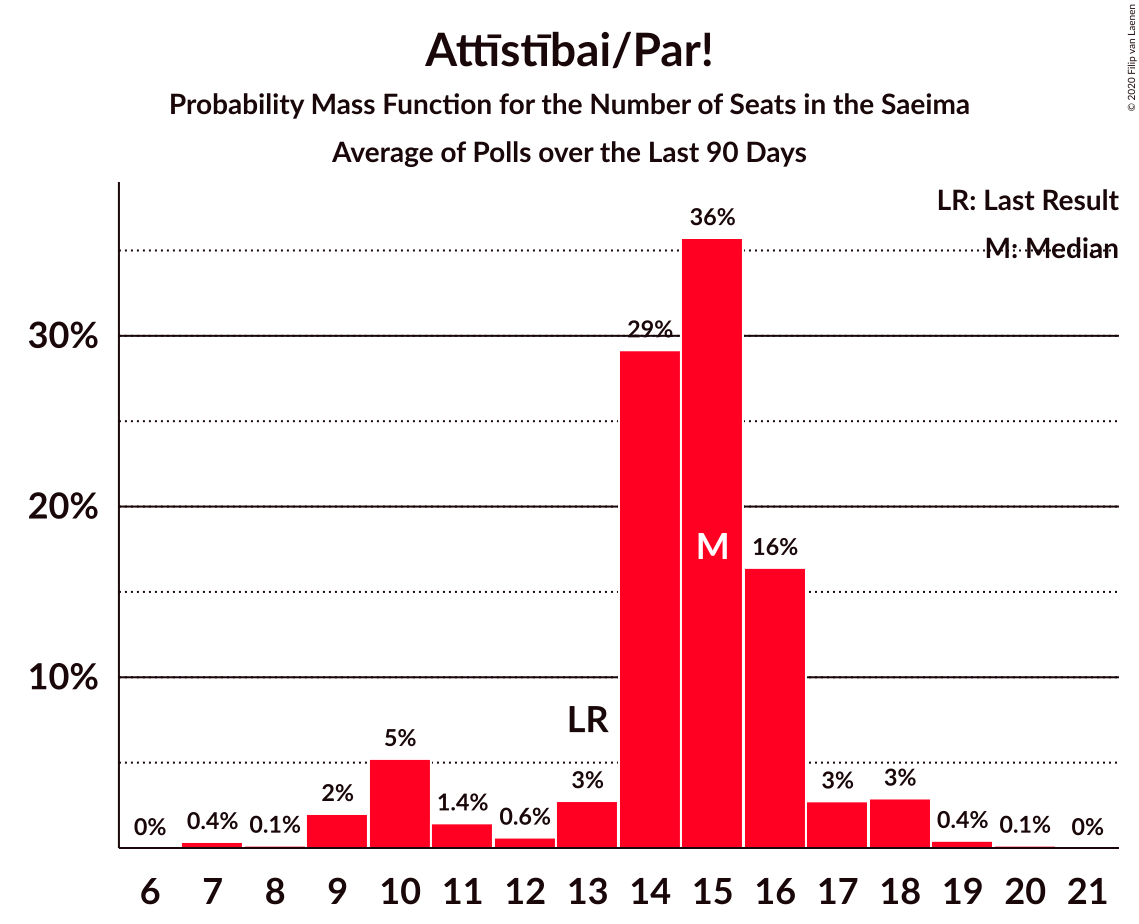 Attīstībai/Par!
Probability Mass Function for the Number of Seats in the Saeima
Average of Polls over the Last 90 Days
© 2020 Filip van Laenen
LR: Last Result
M: Median
30%
20%
10%
0% 0.4% 0.1% 2% 5% 1.4% 0.6% 3% 29% 36% 16% 3% 3% 0.4% 0.1% 0%
LR
M
6 7 8 9 10 11 12 13 14 15 16 17 18 19 20 21